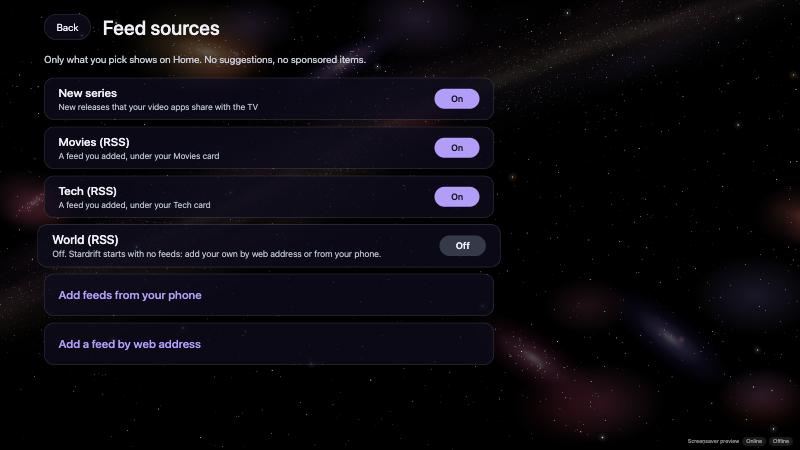 Back
Feed sources
Only what you pick shows on Home. No suggestions, no sponsored items.
New series
New releases that your video apps share with the TV
On
Movies (RSS)
A feed you added, under your Movies card
On
Tech (RSS)
A feed you added, under your Tech card
On
World (RSS)
Off. Stardrift starts with no feeds: add your own by web address or from your phone.
Off
Add feeds from your phone
Add a feed by web address
Screensaver preview
Online
Offline